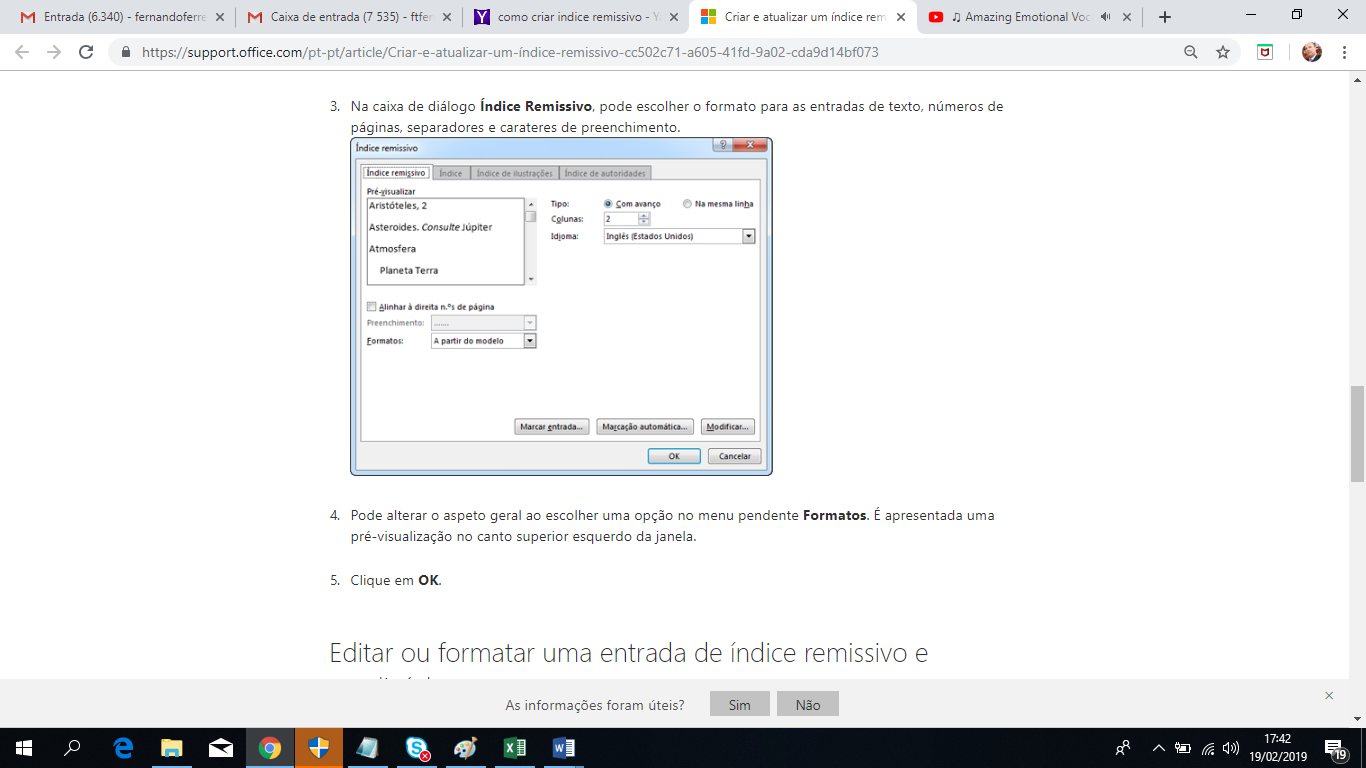 Entrada (6.340) - fernandoferre
Caixa de entrada (7 535) - ftfer
como criar indice remissivo - Ya
Criar e atualizar um índice rem
♫ Amazing Emotional Voc
https://support.office.com/pt-pt/article/Criar-e-atualizar-um-índice-remissivo-cc502c71-a605-41fd-9a02-cda9d14bf073
3. Na caixa de diálogo Índice Remissivo, pode escolher o formato para as entradas de texto, números de
páginas, separadores e carateres de preenchimento.
Índice remissivo
Índice remissivo Índice Índice de ilustrações Índice de autoridades
Pré-visualizar
Aristóteles, 2
Asteroides. Consulte Júpiter
Atmosfera
Planeta Terra
Tipo: Com avanço Na mesma linha
Colunas: 2
Idioma: Inglês (Estados Unidos)
Alinhar à direita n.ºs de página
Preenchimento: ......
Formatos: A partir do modelo
Marcar entrada... Marcação automática... Modificar...
OK Cancelar
4. Pode alterar o aspeto geral ao escolher uma opção no menu pendente Formatos. É apresentada uma
pré-visualização no canto superior esquerdo da janela.
5. Clique em OK.
Editar ou formatar uma entrada de índice remissivo e
As informações foram úteis? Sim Não
17:42
19/02/2019
19